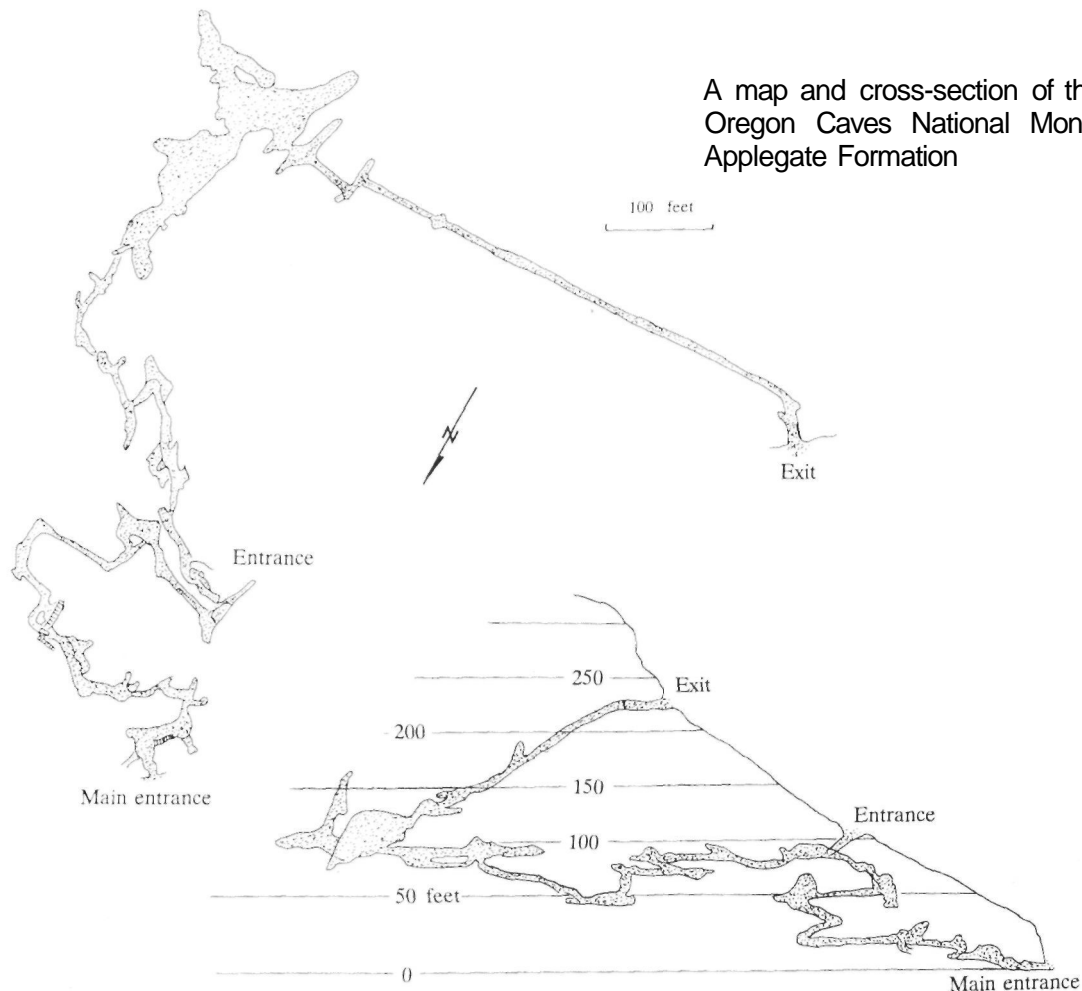 A map and cross-section of th
Oregon Caves National Mon
Applegate Formation
100 feet
N
Exit
Entrance
Main entrance
250
Exit
200
150
Entrance
100
50 feet
0
Main entrance